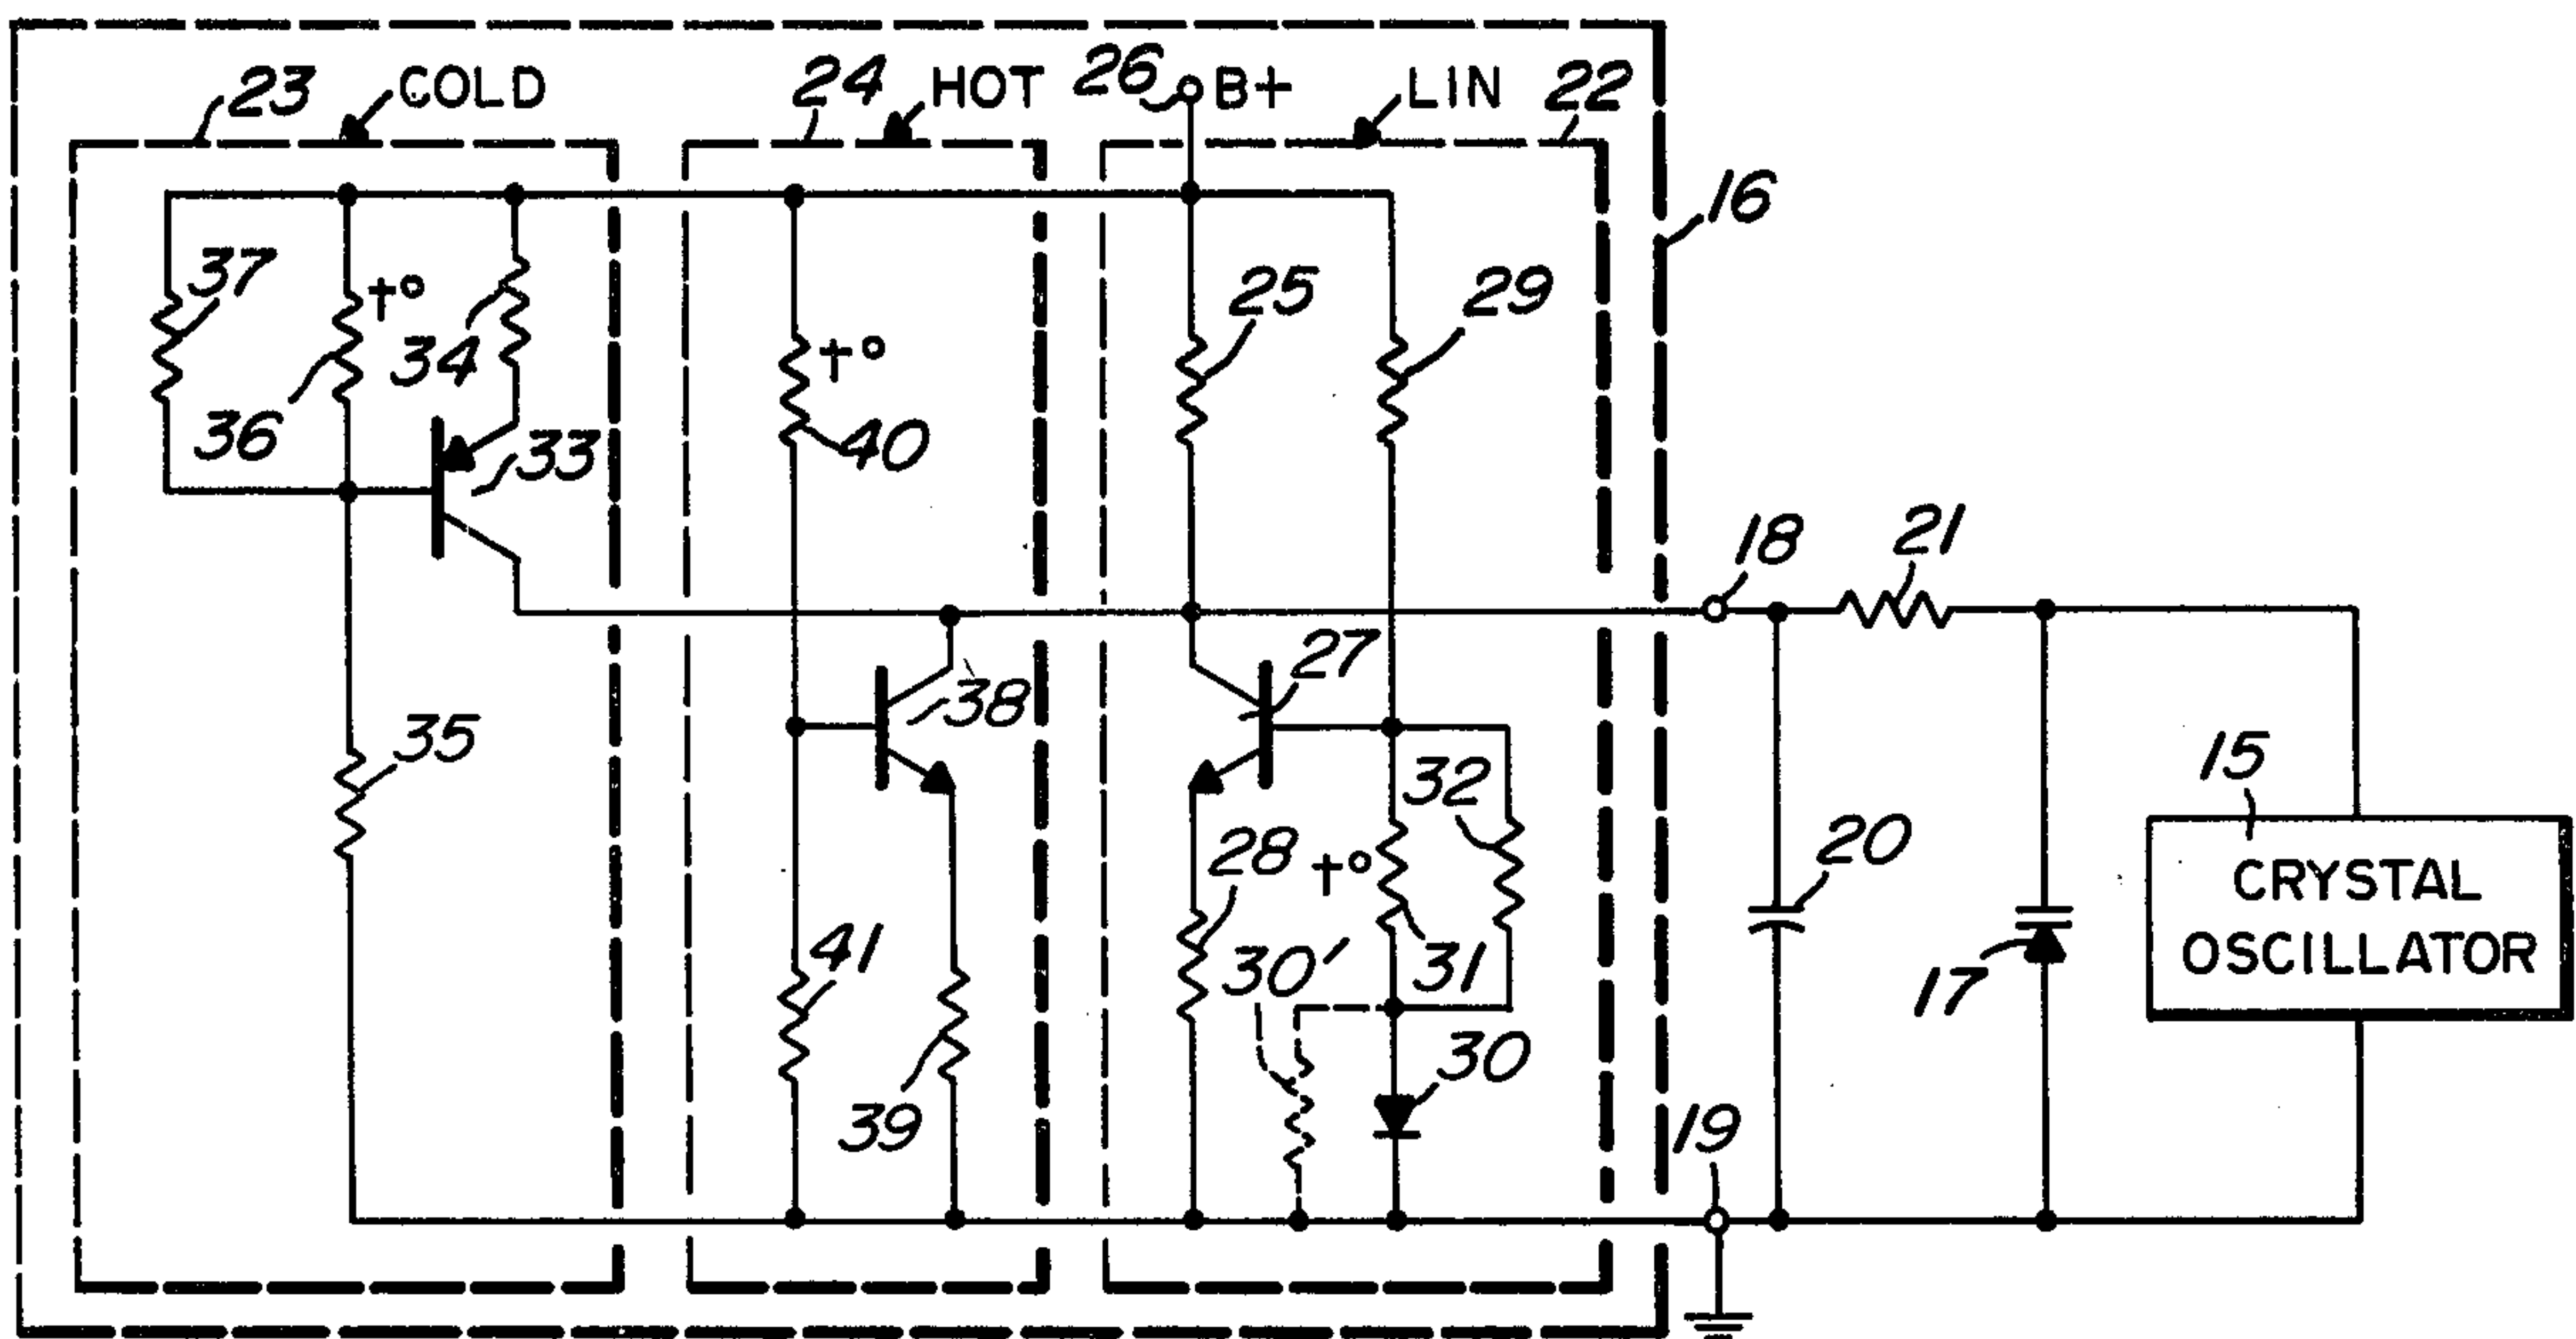 23 COLD 24 HOT 26 B+ LIN 22
16
37 t° 34 36 33
t° 40 25 29
18 21
35 38 27 32
15
CRYSTAL
OSCILLATOR
28 t° 31 20 17
41 30′ 30
39 19